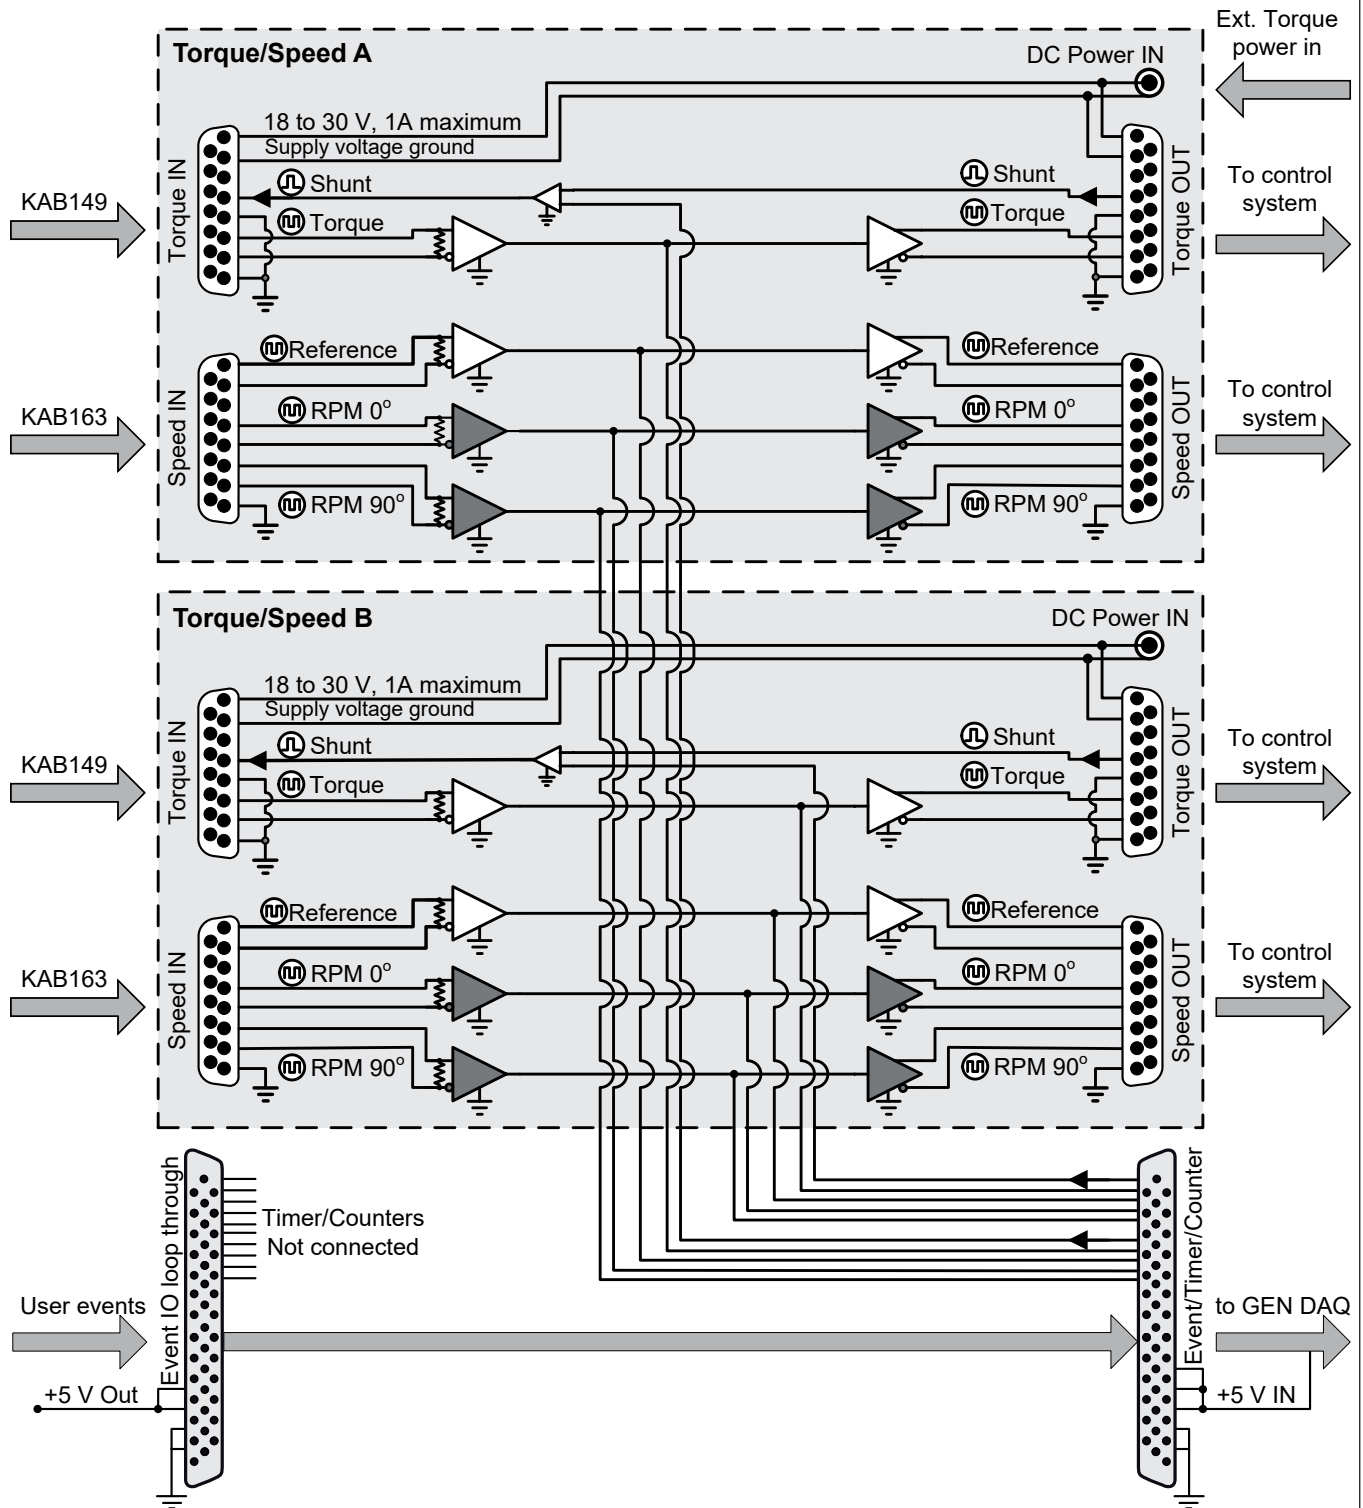 Ext. Torque
power in
Torque/Speed A
DC Power IN
18 to 30 V, 1A maximum
Supply voltage ground
Shunt
Shunt
KAB149
Torque IN
Torque
Torque
Torque OUT
To control
system
Reference
Reference
KAB163
Speed IN
RPM 0°
RPM 0°
Speed OUT
To control
system
RPM 90°
RPM 90°
Torque/Speed B
DC Power IN
18 to 30 V, 1A maximum
Supply voltage ground
Shunt
Shunt
KAB149
Torque IN
Torque
Torque
Torque OUT
To control
system
Reference
Reference
KAB163
Speed IN
RPM 0°
RPM 0°
Speed OUT
To control
system
RPM 90°
RPM 90°
Event IO loop through
Timer/Counters
Not connected
Event/Timer/Counter
User events
to GEN DAQ
+5 V Out
+5 V IN